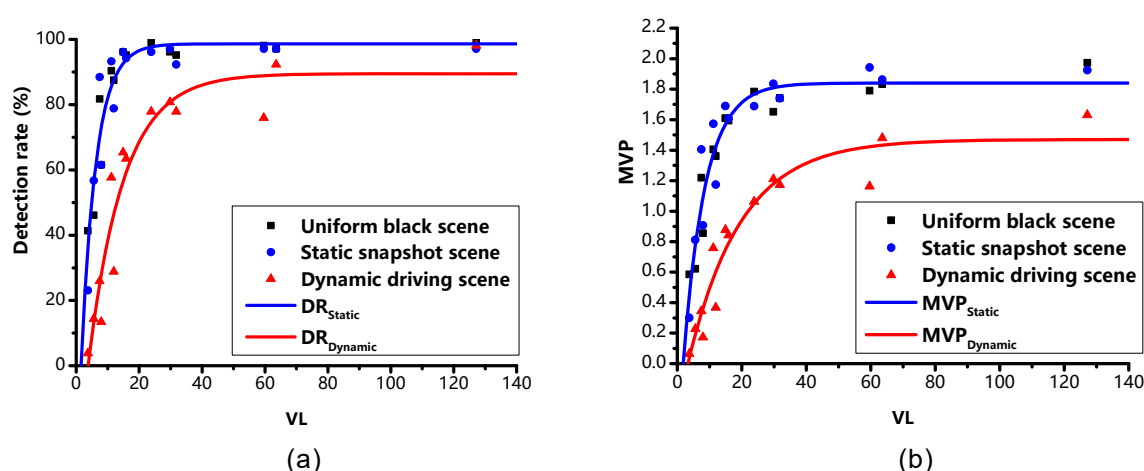 100
80
60
40
20
0
Detection rate (%)
Uniform black scene
Static snapshot scene
Dynamic driving scene
DRStatic
DRDynamic
0 20 40 60 80 100 120 140
VL
(a)
2.2
2.0
1.8
1.6
1.4
1.2
1.0
0.8
0.6
0.4
0.2
0.0
MVP
Uniform black scene
Static snapshot scene
Dynamic driving scene
MVPStatic
MVPDynamic
0 20 40 60 80 100 120 140
VL
(b)